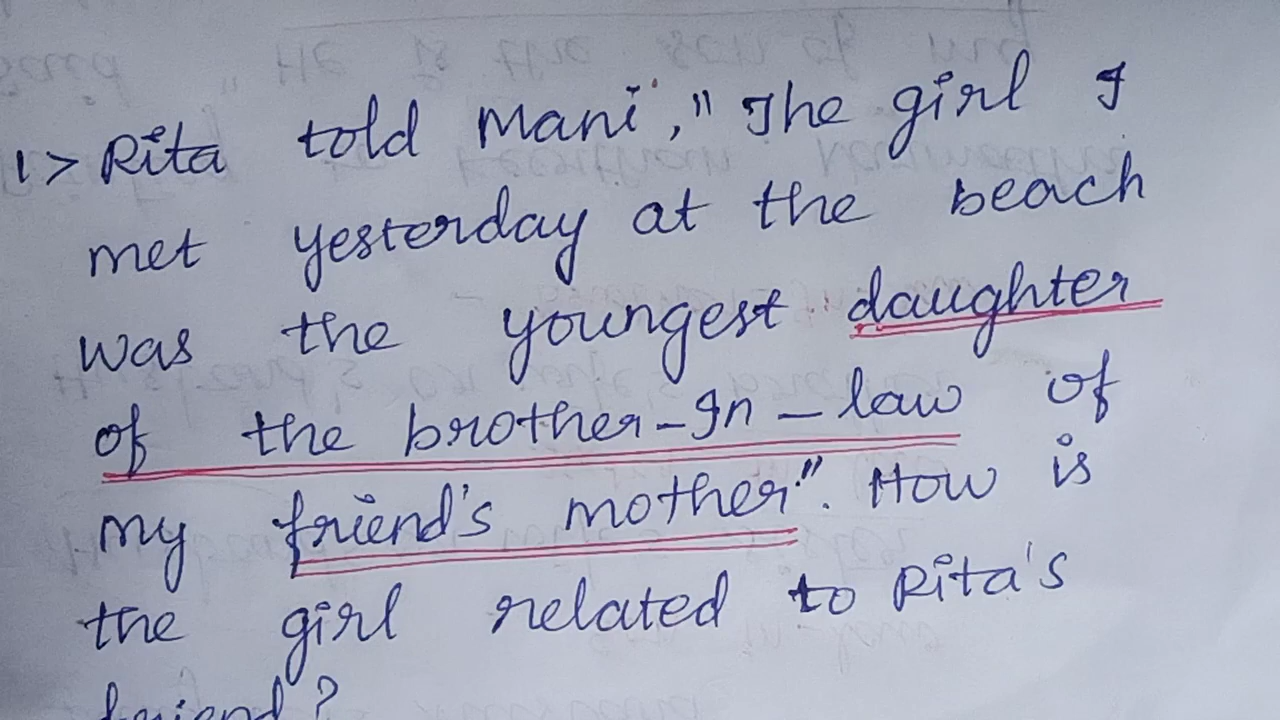 1> Rita told Mani, "The girl I
met yesterday at the beach
was the youngest daughter
of the brother-In-law of
my friend's mother". How is
the girl related to Rita's
friend?